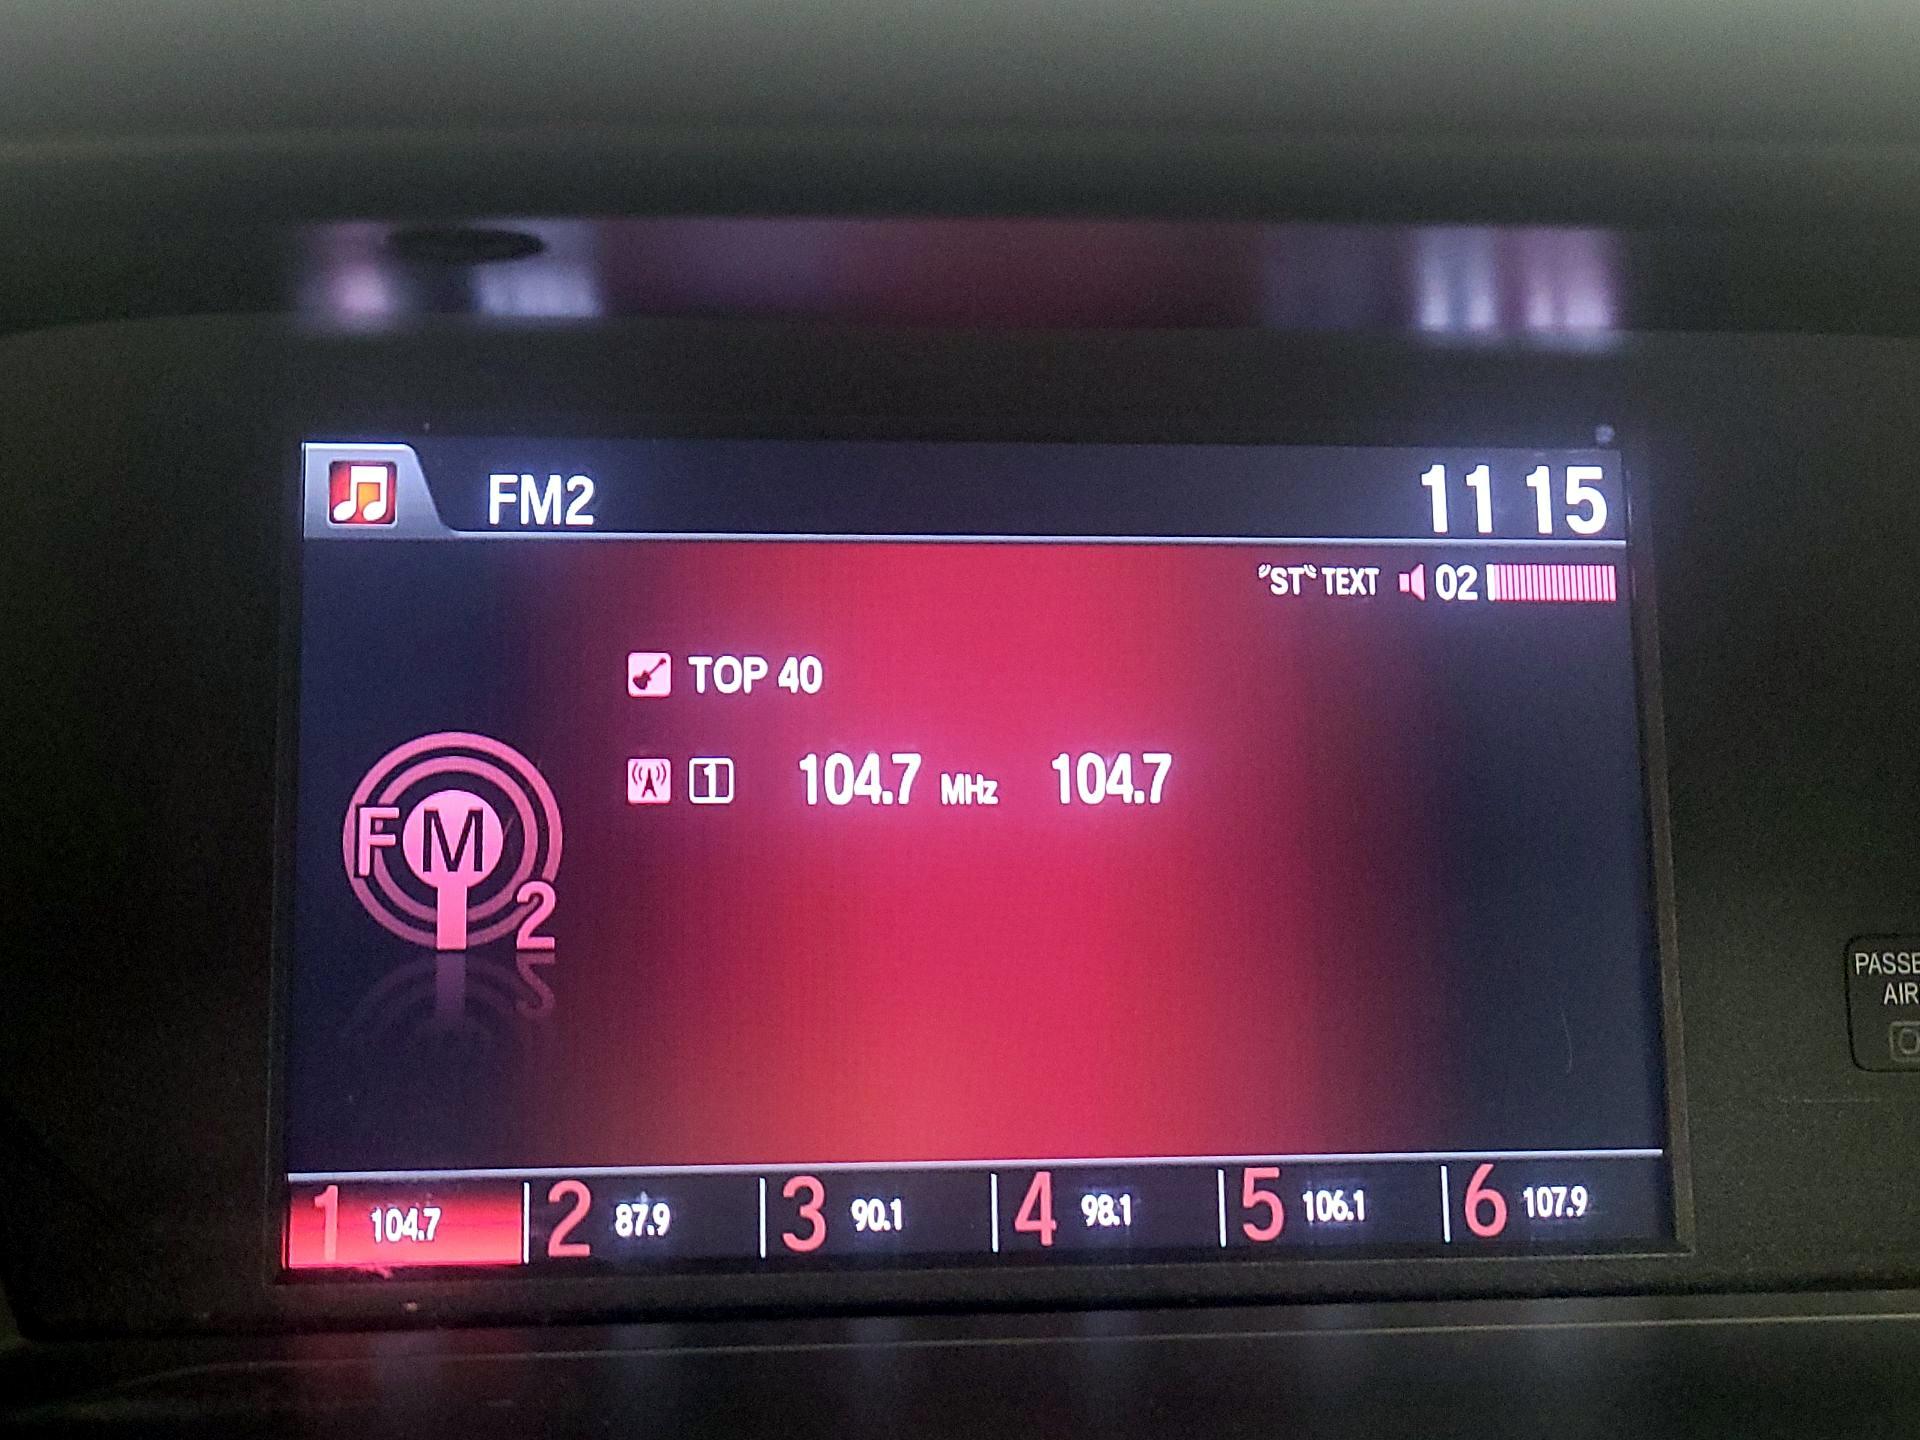 FM2
11 15
"ST" TEXT 02
TOP 40
1 104.7 MHz 104.7
FM
2
PASSE
AIR
1 104.7 2 87.9 3 90.1 4 98.1 5 106.1 6 107.9